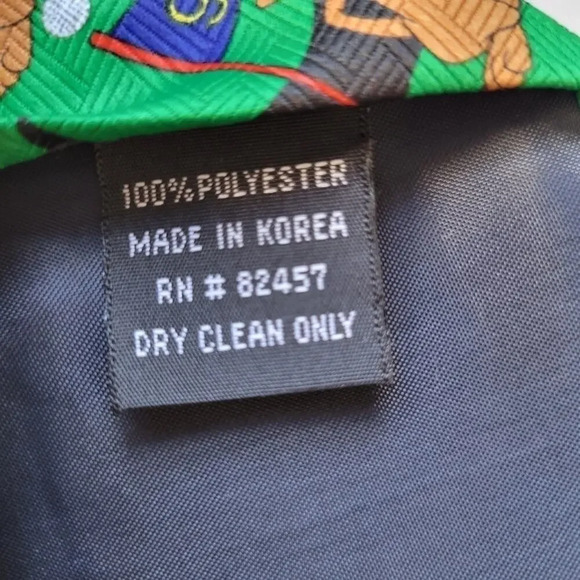 100% POLYESTER
MADE IN KOREA
RN # 82457
DRY CLEAN ONLY